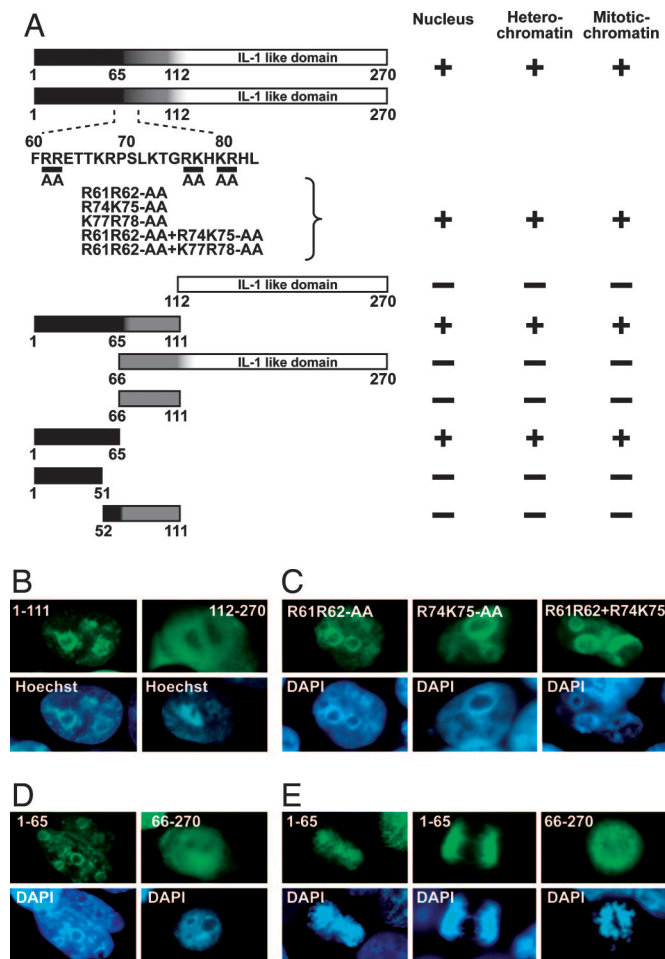 A
Nucleus Hetero-chromatin Mitotic-chromatin
IL-1 like domain
1 65 112 270
+ + +
IL-1 like domain
1 112 270
60 70 80
FRRETTKRPSLKTGRKHKRHL
AA AA AA
R61R62-AA
R74K75-AA
K77R78-AA
R61R62-AA+R74K75-AA
R61R62-AA+K77R78-AA
+ + +
IL-1 like domain
112 270
— — —
1 65 111
+ + +
IL-1 like domain
66 270
— — —
66 111
— — —
1 65
+ + +
1 51
— — —
52 111
— — —
B
1-111 112-270
Hoechst Hoechst
C
R61R62-AA R74K75-AA R61R62+R74K75
DAPI DAPI DAPI
D
1-65 66-270
DAPI DAPI
E
1-65 1-65 66-270
DAPI DAPI DAPI